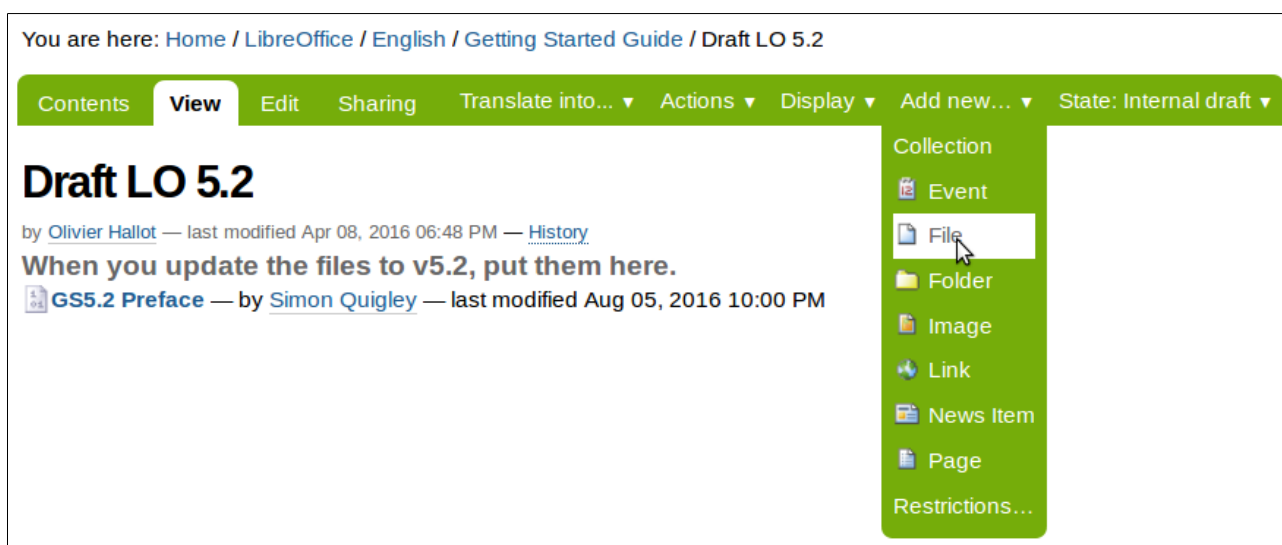 You are here: Home / LibreOffice / English / Getting Started Guide / Draft LO 5.2
Contents View Edit Sharing Translate into... ▼ Actions ▼ Display ▼ Add new... ▼ State: Internal draft ▼
Draft LO 5.2
by Olivier Hallot — last modified Apr 08, 2016 06:48 PM — History
When you update the files to v5.2, put them here.
GS5.2 Preface — by Simon Quigley — last modified Aug 05, 2016 10:00 PM
Collection
Event
File
Folder
Image
Link
News Item
Page
Restrictions...